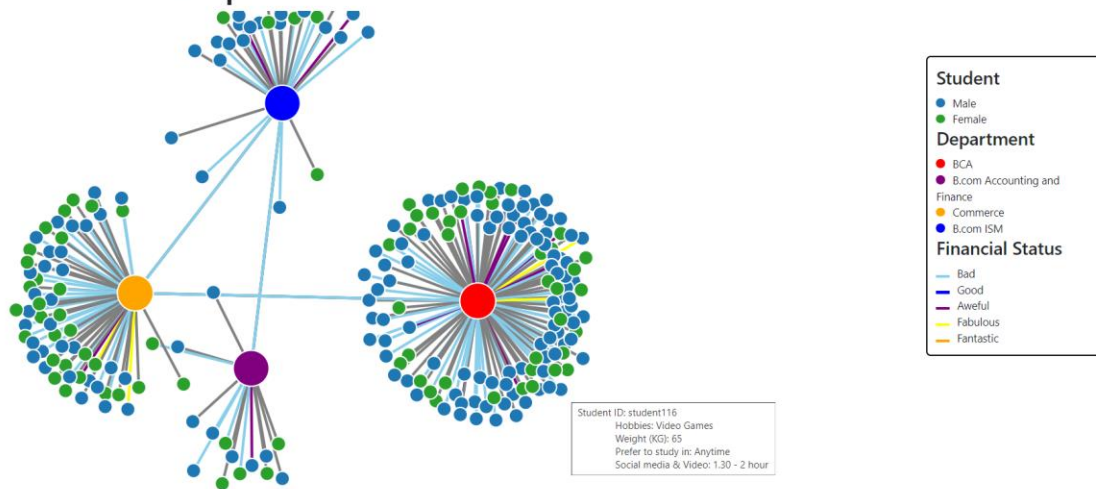 Student
Male
Female
Department
BCA
B.com Accounting and
Finance
Commerce
B.com ISM
Financial Status
Bad
Good
Aweful
Fabulous
Fantastic
Student ID: student116
Hobbies: Video Games
Weight (KG): 65
Prefer to study in: Anytime
Social media & Video: 1.30 - 2 hour